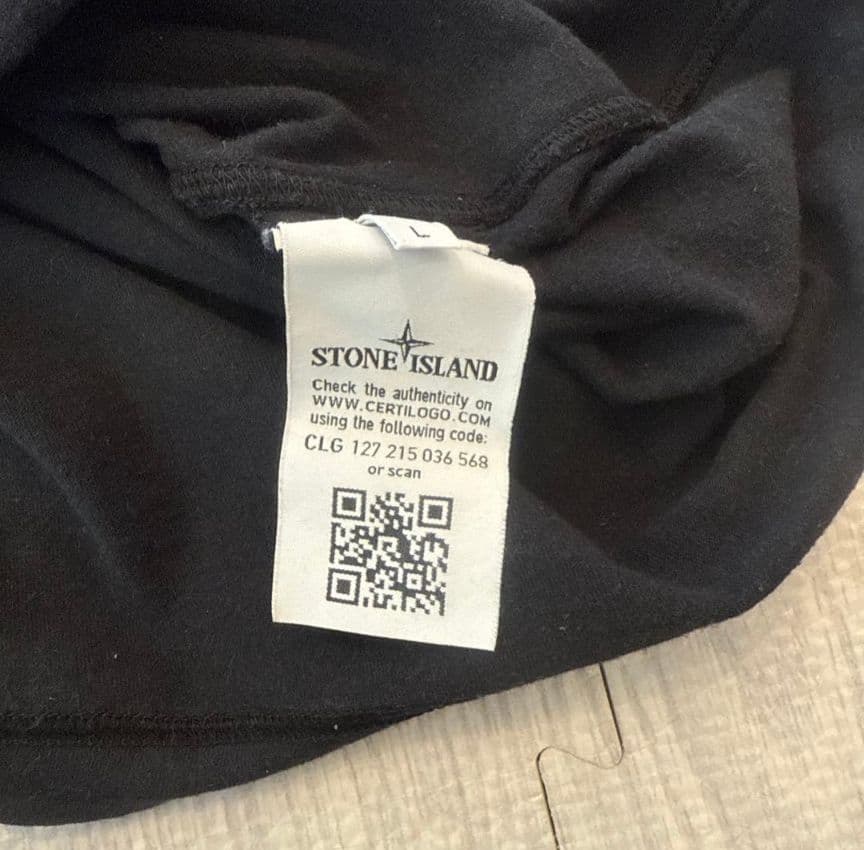 L
STONE ISLAND
Check the authenticity on
WWW.CERTILOGO.COM
using the following code:
CLG 127 215 036 568
or scan